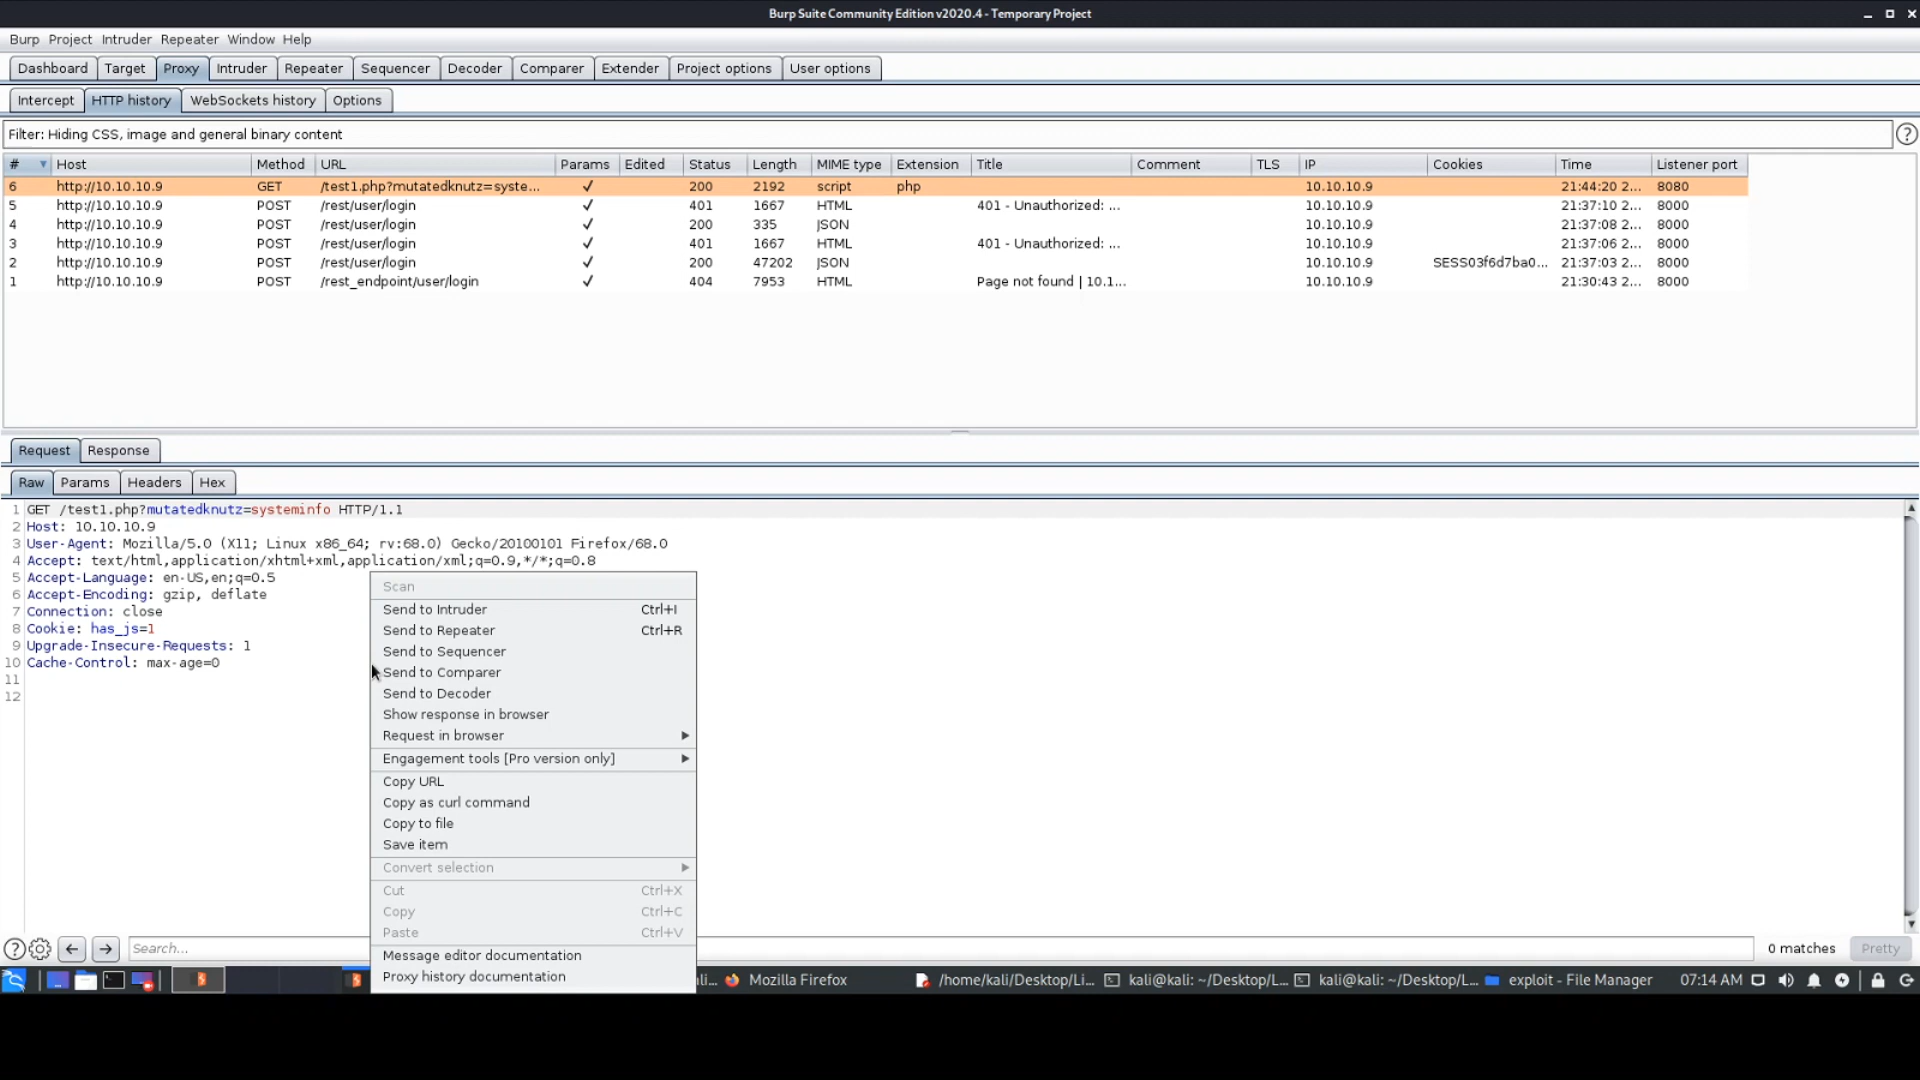 Burp Suite Community Edition v2020.4 - Temporary Project
Burp Project Intruder Repeater Window Help
Dashboard Target Proxy Intruder Repeater Sequencer Decoder Comparer Extender Project options User options
Intercept HTTP history WebSockets history Options
Filter: Hiding CSS, image and general binary content ?
# Host Method URL Params Edited Status Length MIME type Extension Title Comment TLS IP Cookies Time Listener port
6 http://10.10.10.9 GET /test1.php?mutatedknutz=syste... ✓ 200 2192 script php 10.10.10.9 21:44:20 2... 8080
5 http://10.10.10.9 POST /rest/user/login ✓ 401 1667 HTML 401 - Unauthorized: ... 10.10.10.9 21:37:10 2... 8000
4 http://10.10.10.9 POST /rest/user/login ✓ 200 335 JSON 10.10.10.9 21:37:08 2... 8000
3 http://10.10.10.9 POST /rest/user/login ✓ 401 1667 HTML 401 - Unauthorized: ... 10.10.10.9 21:37:06 2... 8000
2 http://10.10.10.9 POST /rest/user/login ✓ 200 47202 JSON 10.10.10.9 SESS03f6d7ba0... 21:37:03 2... 8000
1 http://10.10.10.9 POST /rest_endpoint/user/login ✓ 404 7953 HTML Page not found | 10.1... 10.10.10.9 21:30:43 2... 8000
Request Response
Raw Params Headers Hex
1 GET /test1.php?mutatedknutz=systeminfo HTTP/1.1
2 Host: 10.10.10.9
3 User-Agent: Mozilla/5.0 (X11; Linux x86_64; rv:68.0) Gecko/20100101 Firefox/68.0
4 Accept: text/html,application/xhtml+xml,application/xml;q=0.9,*/*;q=0.8
5 Accept-Language: en-US,en;q=0.5
6 Accept-Encoding: gzip, deflate
7 Connection: close
8 Cookie: has_js=1
9 Upgrade-Insecure-Requests: 1
10 Cache-Control: max-age=0
11
12
Scan
Send to Intruder Ctrl+I
Send to Repeater Ctrl+R
Send to Sequencer
Send to Comparer
Send to Decoder
Show response in browser
Request in browser
Engagement tools [Pro version only]
Copy URL
Copy as curl command
Copy to file
Save item
Convert selection
Cut Ctrl+X
Copy Ctrl+C
Paste Ctrl+V
Message editor documentation
Proxy history documentation
? Search... 0 matches Pretty
ali... Mozilla Firefox /home/kali/Desktop/Li... kali@kali: ~/Desktop/L... kali@kali: ~/Desktop/L... exploit - File Manager 07:14 AM